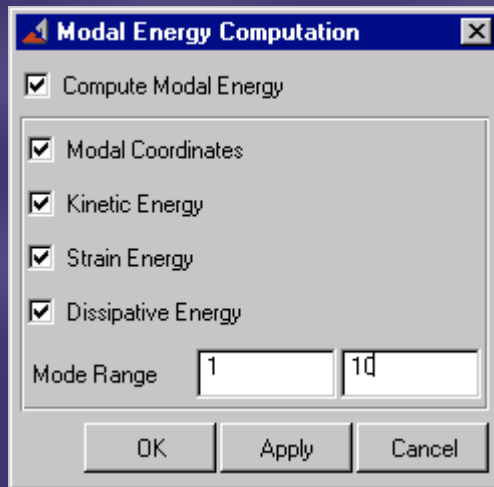 Modal Energy Computation
Compute Modal Energy
Modal Coordinates
Kinetic Energy
Strain Energy
Dissipative Energy
Mode Range 1 10
OK Apply Cancel